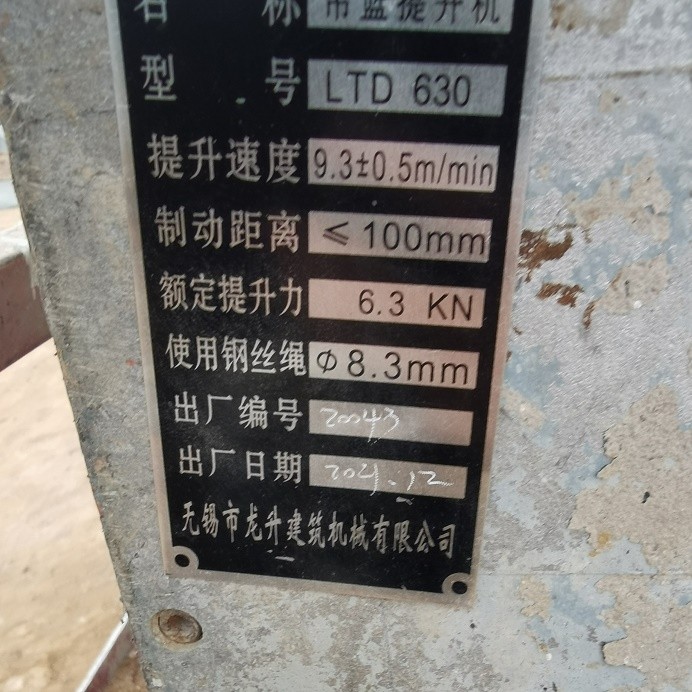 名 称 吊篮提升机
型 号 LTD 630
提升速度 9.3±0.5m/min
制动距离 ≤ 100mm
额定提升力 6.3 KN
使用钢丝绳 Φ8.3mm
出厂编号 20043
出厂日期
无锡市龙升建筑机械有限公司